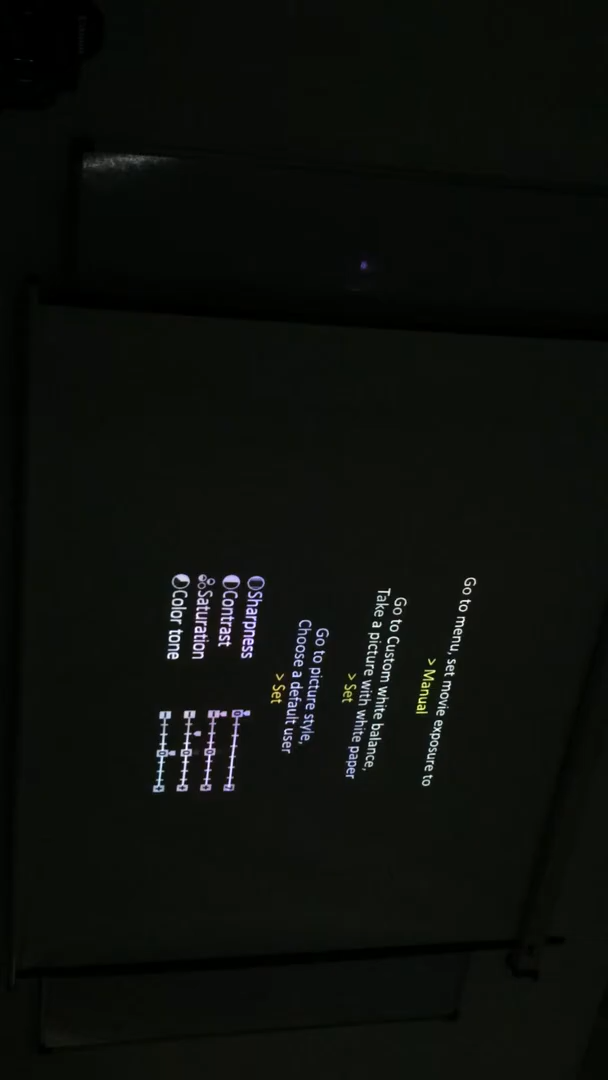 Go to menu, set movie exposure to
> Manual
Go to Custom white balance,
Take a picture with white paper
> Set
Go to picture style,
Choose a default user
> Set
Sharpness
Contrast
Saturation
Color tone